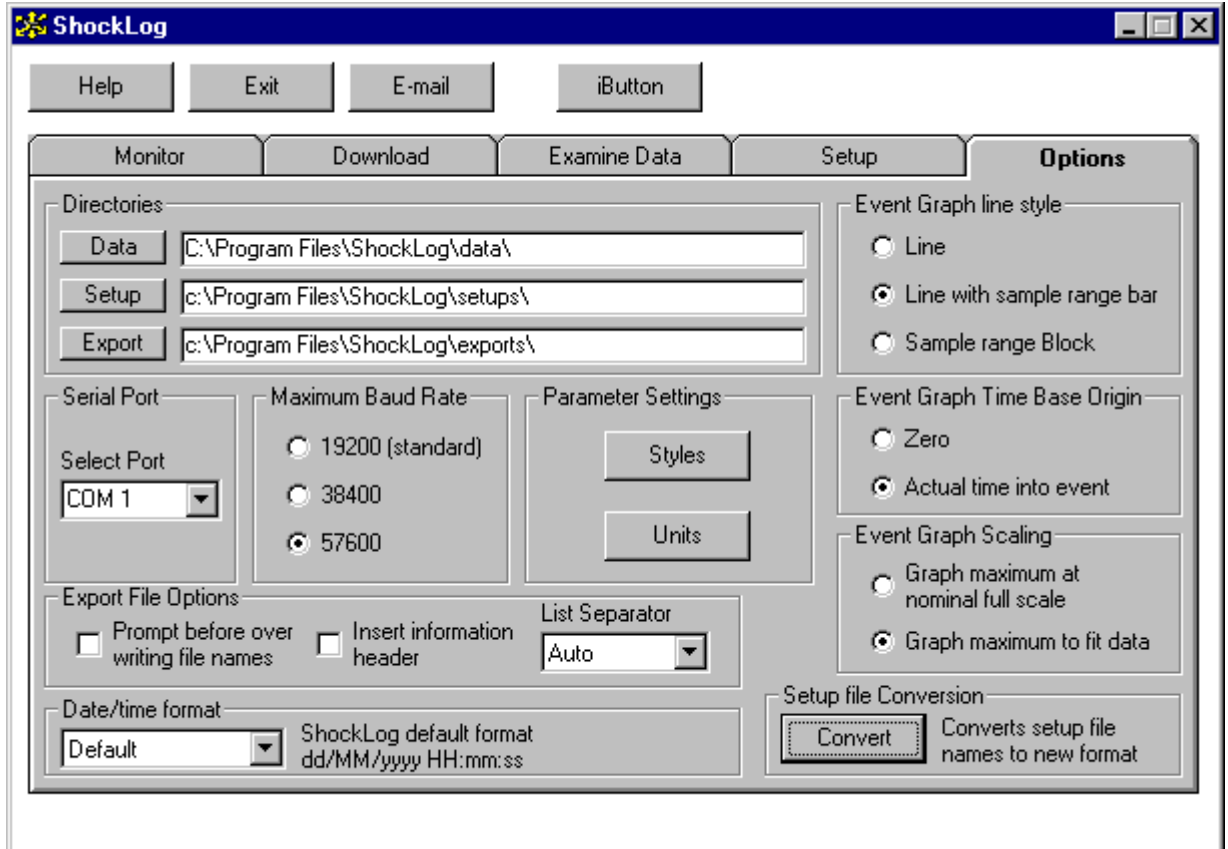 ShockLog
Help Exit E-mail iButton
Monitor Download Examine Data Setup Options
Directories
Data C:\Program Files\ShockLog\data\
Setup c:\Program Files\ShockLog\setups\
Export c:\Program Files\ShockLog\exports\
Event Graph line style
Line
Line with sample range bar
Sample range Block
Serial Port
Select Port
COM 1
Maximum Baud Rate
19200 (standard)
38400
57600
Parameter Settings
Styles
Units
Event Graph Time Base Origin
Zero
Actual time into event
Event Graph Scaling
Graph maximum at
nominal full scale
Graph maximum to fit data
Export File Options
Prompt before over
writing file names
Insert information
header
List Separator
Auto
Date/time format
Default
ShockLog default format
dd/MM/yyyy HH:mm:ss
Setup file Conversion
Convert
Converts setup file
names to new format